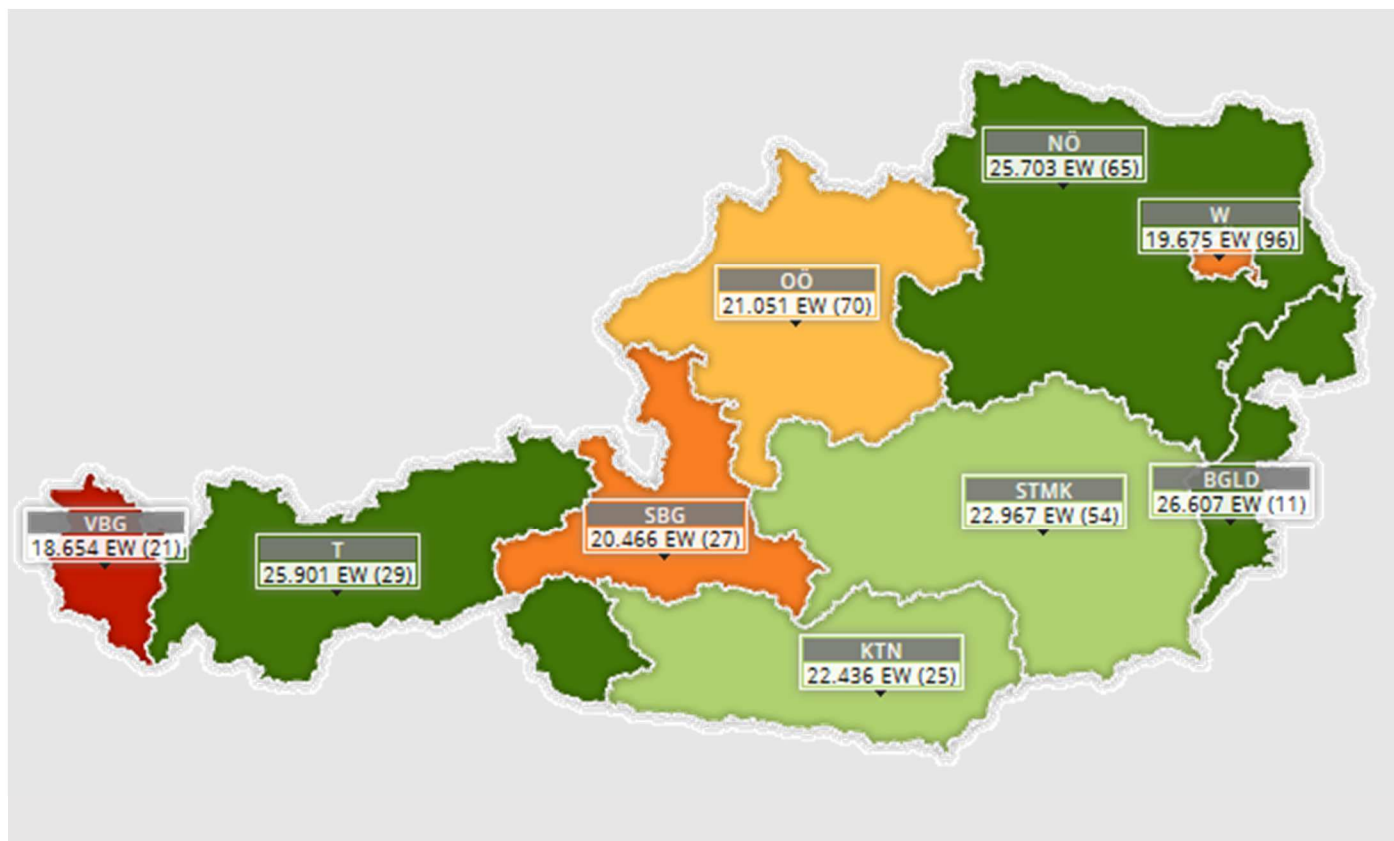 NÖ
25.703 EW (65)
W
19.675 EW (96)
OÖ
21.051 EW (70)
BGLD
26.607 EW (11)
STMK
22.967 EW (54)
SBG
20.466 EW (27)
VBG
18.654 EW (21)
T
25.901 EW (29)
KTN
22.436 EW (25)